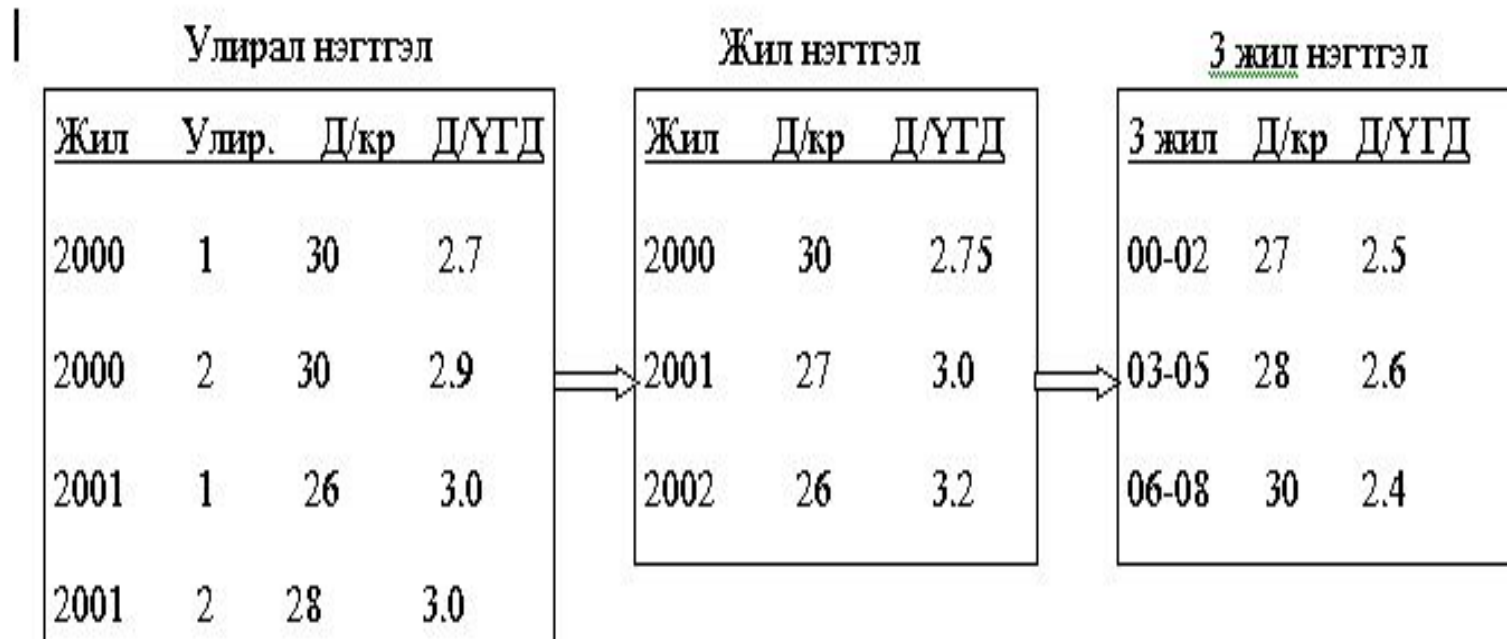 Улирал нэгтгэл
Жил Улир. Д/кр Д/ҮГД
2000 1 30 2.7
2000 2 30 2.9
2001 1 26 3.0
2001 2 28 3.0
Жил нэгтгэл
Жил Д/кр Д/ҮГД
2000 30 2.75
2001 27 3.0
2002 26 3.2
3 жил нэгтгэл
3 жил Д/кр Д/ҮГД
00-02 27 2.5
03-05 28 2.6
06-08 30 2.4